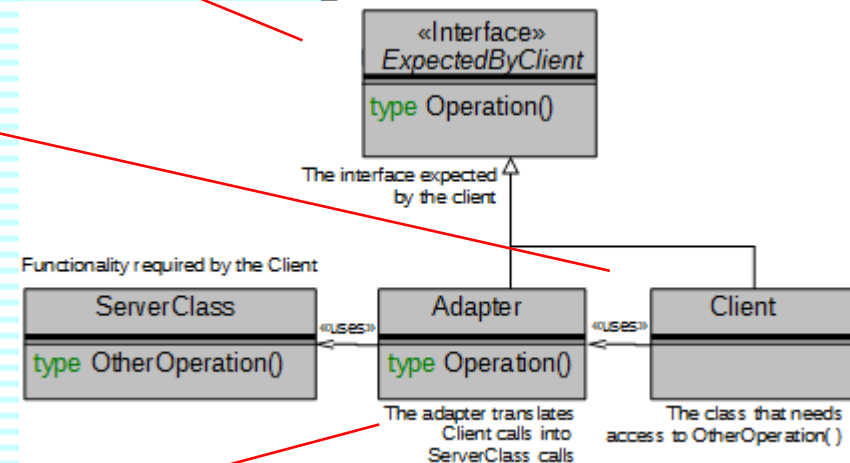 «Interface»
ExpectedByClient
type Operation()
The interface expected
by the client
Functionality required by the Client
ServerClass
type OtherOperation()
«uses»
Adapter
type Operation()
«uses»
Client
The adapter translates
Client calls into
ServerClass calls
The class that needs
access to OtherOperation( )